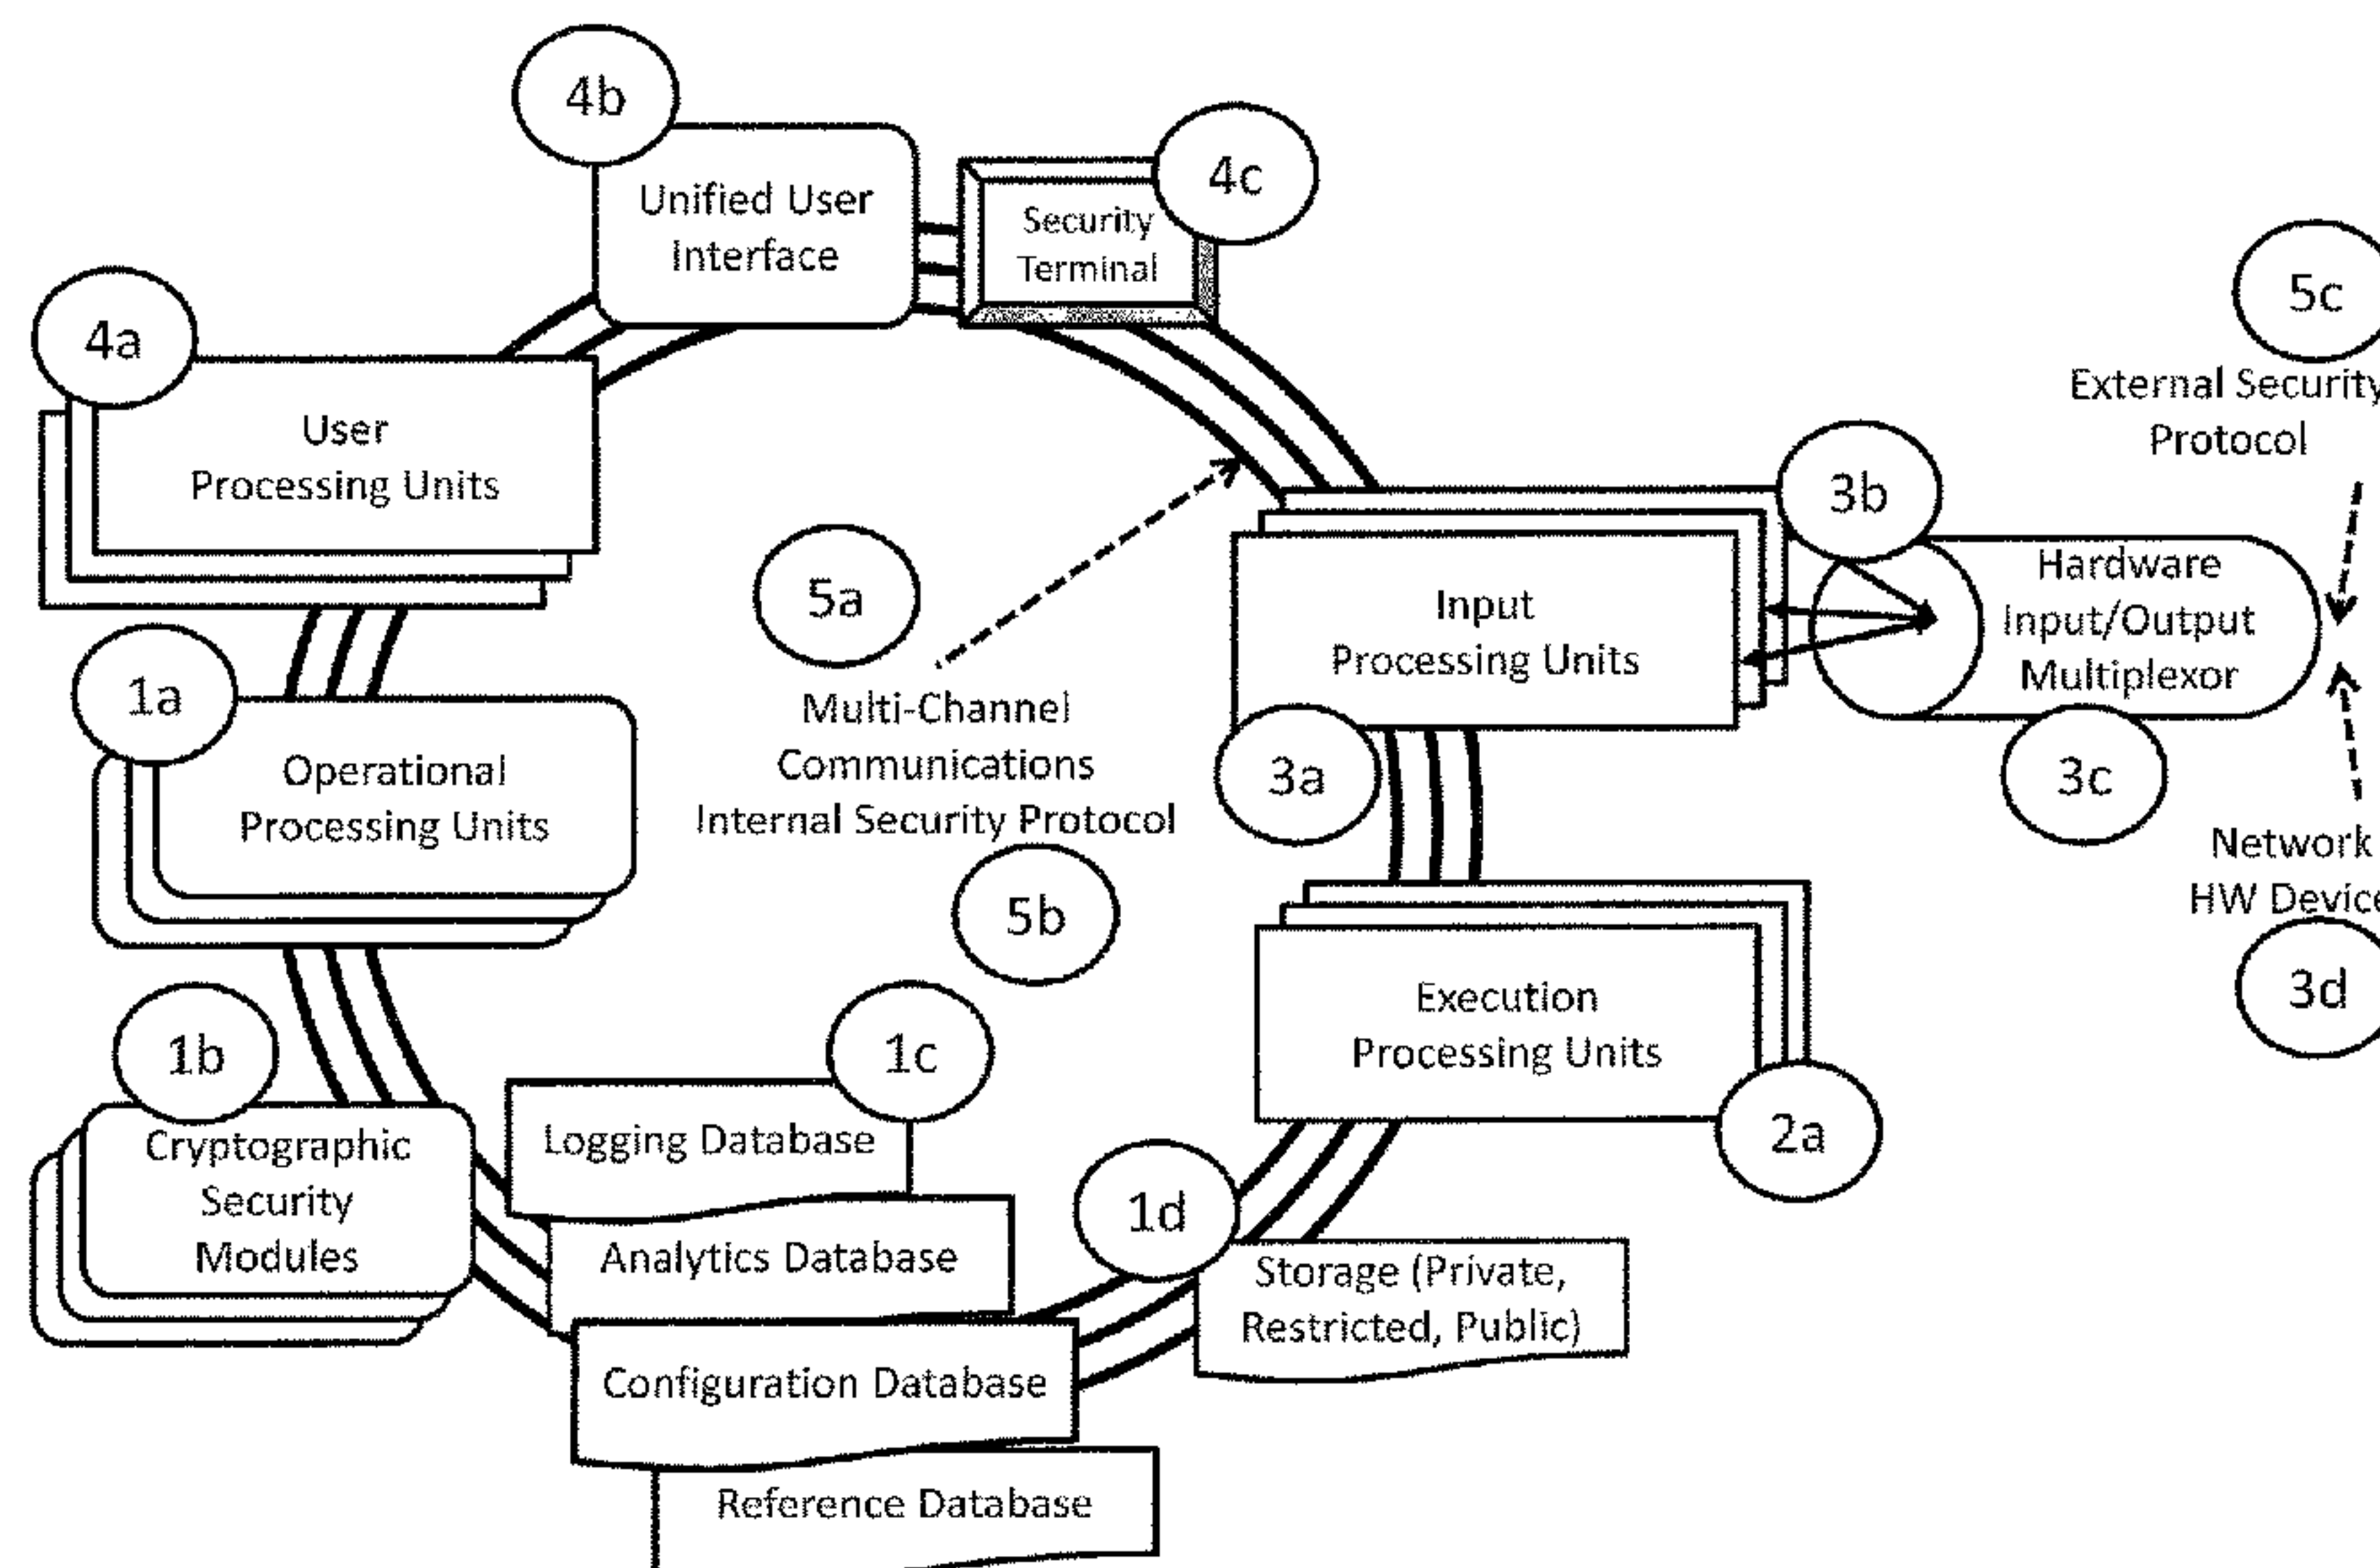 4b
Unified User
Interface
4c
Security
Terminal
5c
External Security
Protocol
4a
User
Processing Units
3b
Hardware
Input/Output
Multiplexor
5a
Input
Processing Units
1a
Operational
Processing Units
Multi-Channel
Communications
Internal Security Protocol
3a
3c
Network
HW Device
5b
3d
Execution
Processing Units
2a
1b
Cryptographic
Security
Modules
1c
Logging Database
Analytics Database
Configuration Database
Reference Database
1d
Storage (Private,
Restricted, Public)